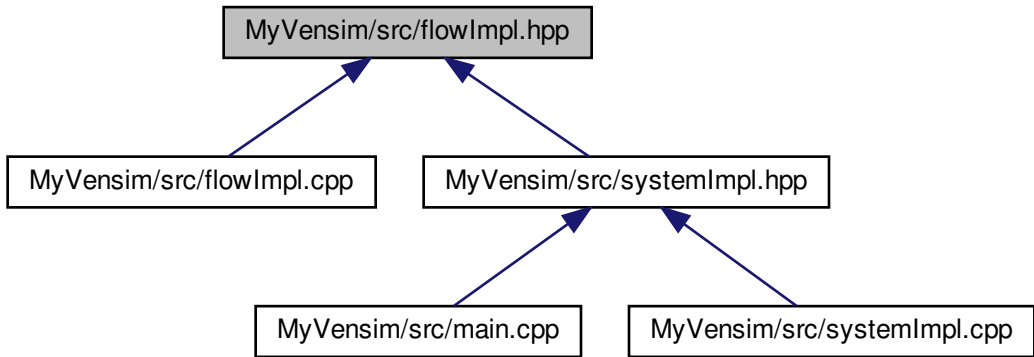 MyVensim/src/flowImpl.hpp
MyVensim/src/flowImpl.cpp
MyVensim/src/systemImpl.hpp
MyVensim/src/main.cpp
MyVensim/src/systemImpl.cpp